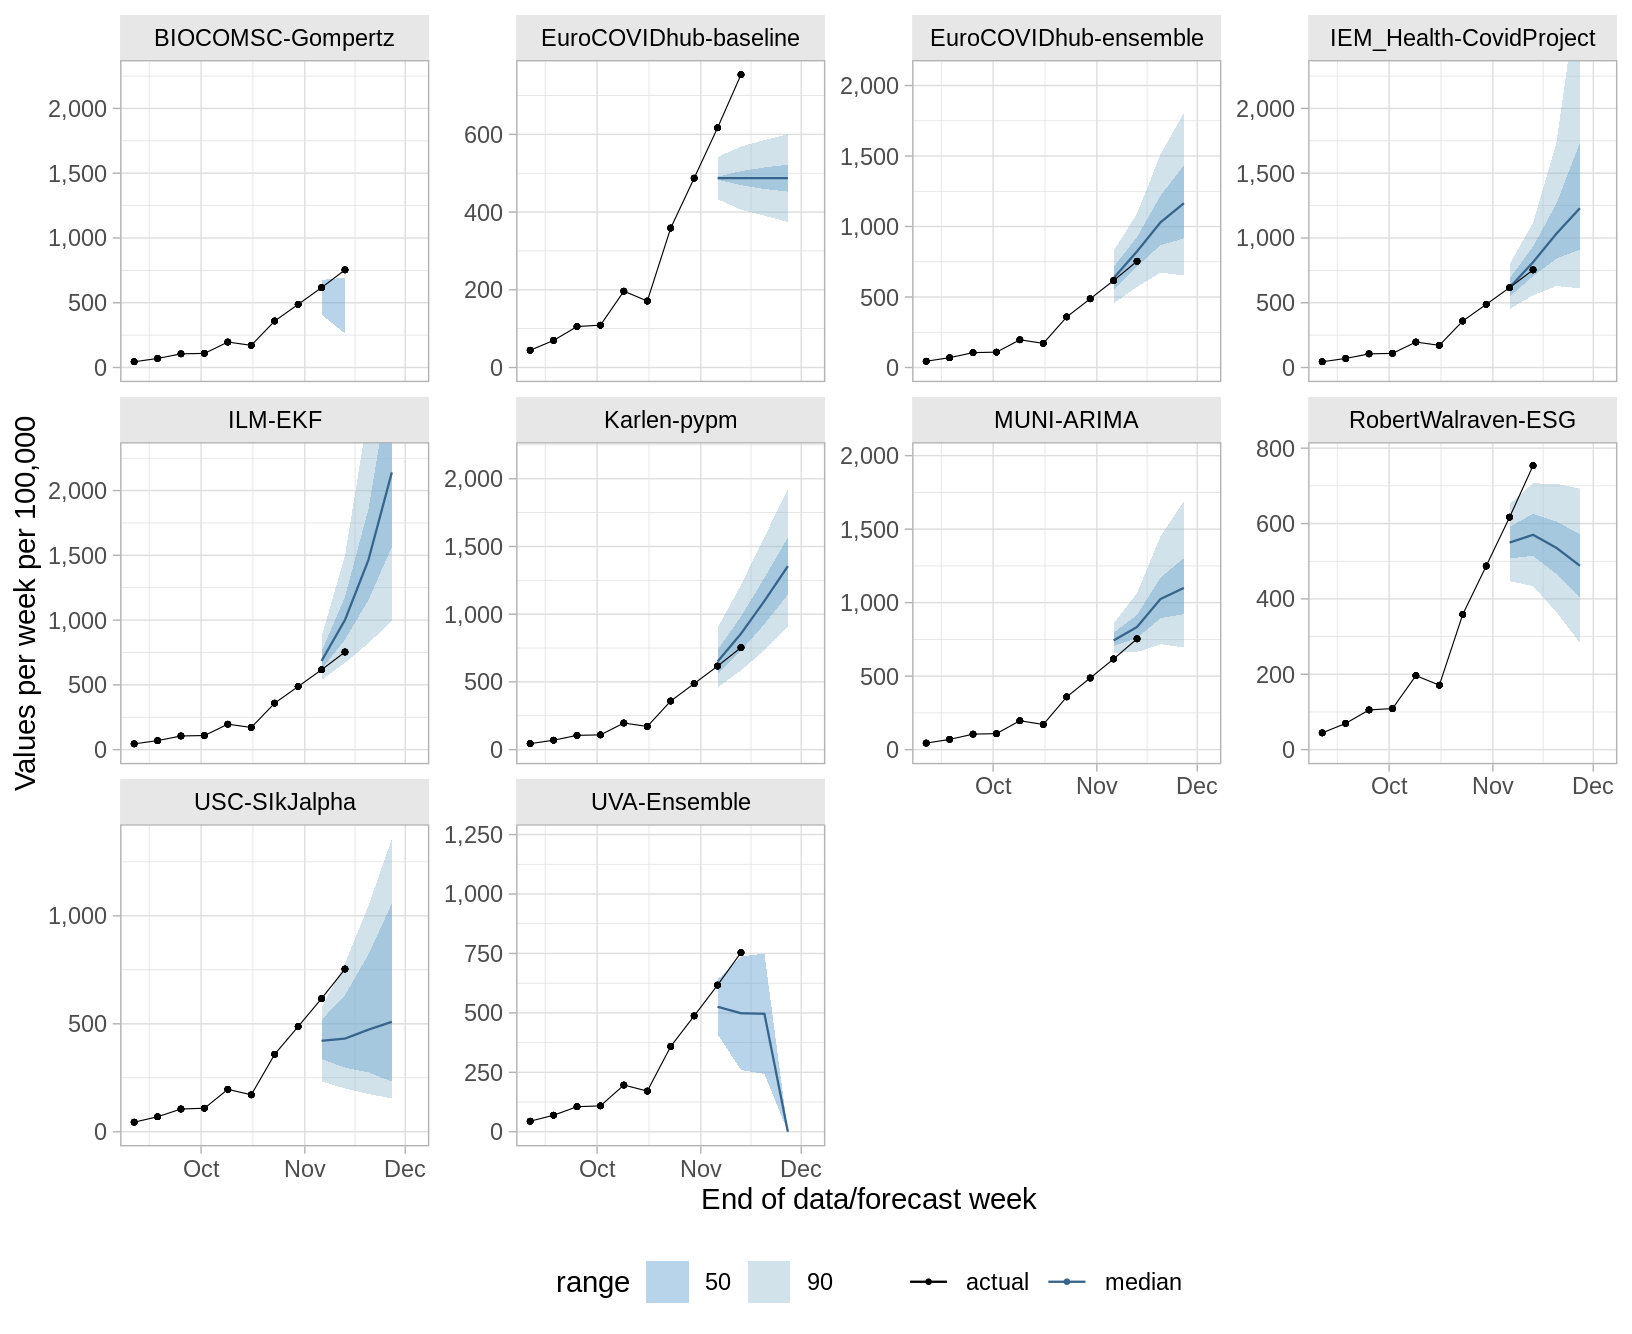 BIOCOMSC-Gompertz
EuroCOVIDhub-baseline
EuroCOVIDhub-ensemble
IEM_Health-CovidProject
2,000
1,500
1,000
500
0
600
400
200
0
2,000
1,500
1,000
500
0
2,000
1,500
1,000
500
0
Values per week per 100,000
ILM-EKF
Karlen-pypm
MUNI-ARIMA
RobertWalraven-ESG
2,000
1,500
1,000
500
0
2,000
1,500
1,000
500
0
2,000
1,500
1,000
500
0
800
600
400
200
0
Oct Nov Dec
Oct Nov Dec
USC-SIkJalpha
UVA-Ensemble
1,000
500
0
1,250
1,000
750
500
250
0
Oct Nov Dec
Oct Nov Dec
End of data/forecast week
range 50 90 actual median